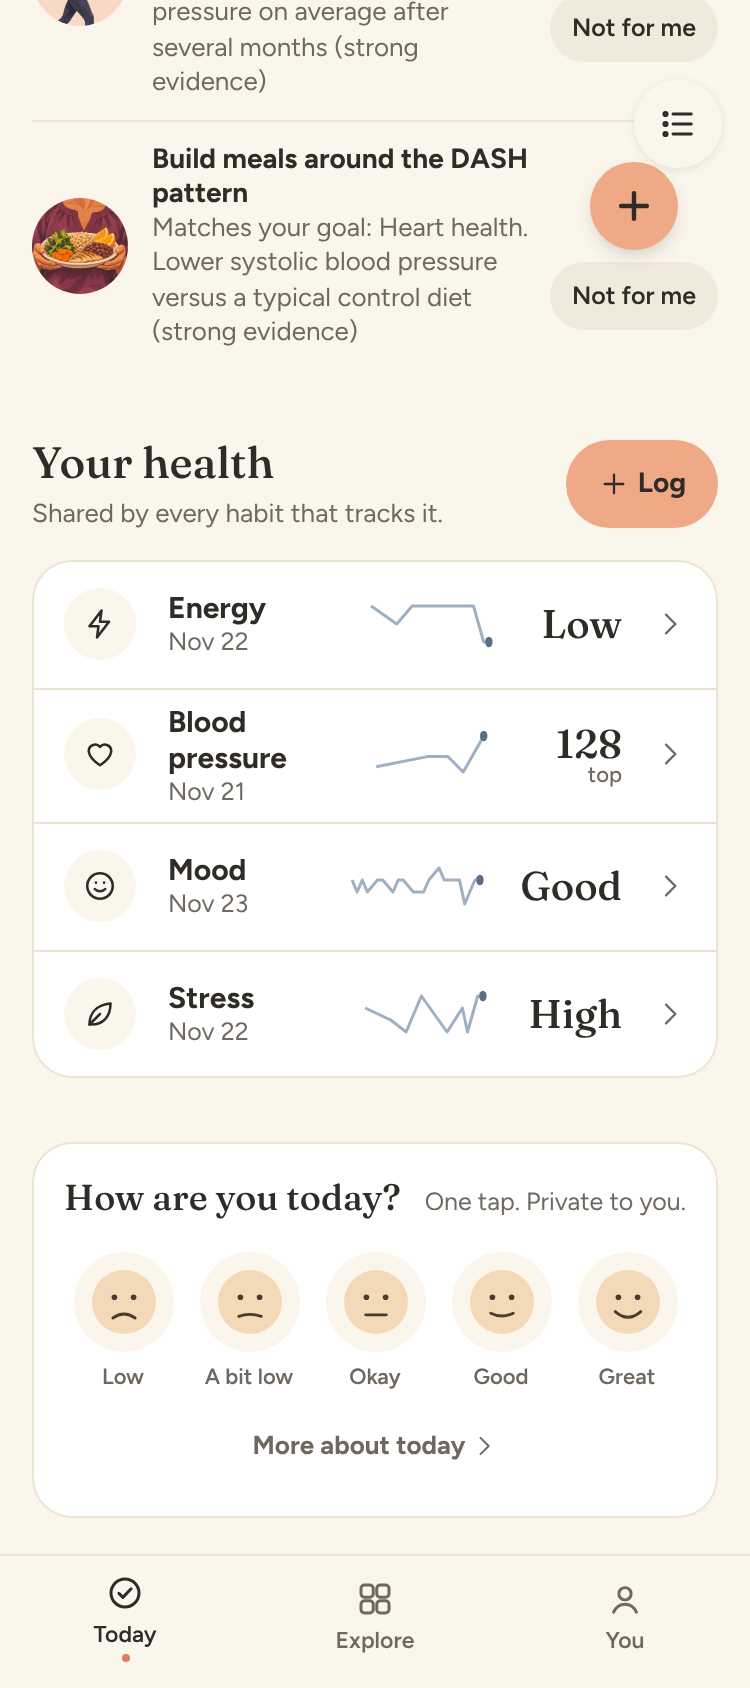 pressure on average after
several months (strong
evidence)
Not for me
Build meals around the DASH
pattern
Matches your goal: Heart health.
Lower systolic blood pressure
versus a typical control diet
(strong evidence)
Not for me
Your health
Shared by every habit that tracks it.
Log
Energy
Nov 22
Low
Blood
pressure
Nov 21
128
top
Mood
Nov 23
Good
Stress
Nov 22
High
How are you today?
One tap. Private to you.
Low
A bit low
Okay
Good
Great
More about today
Today
Explore
You